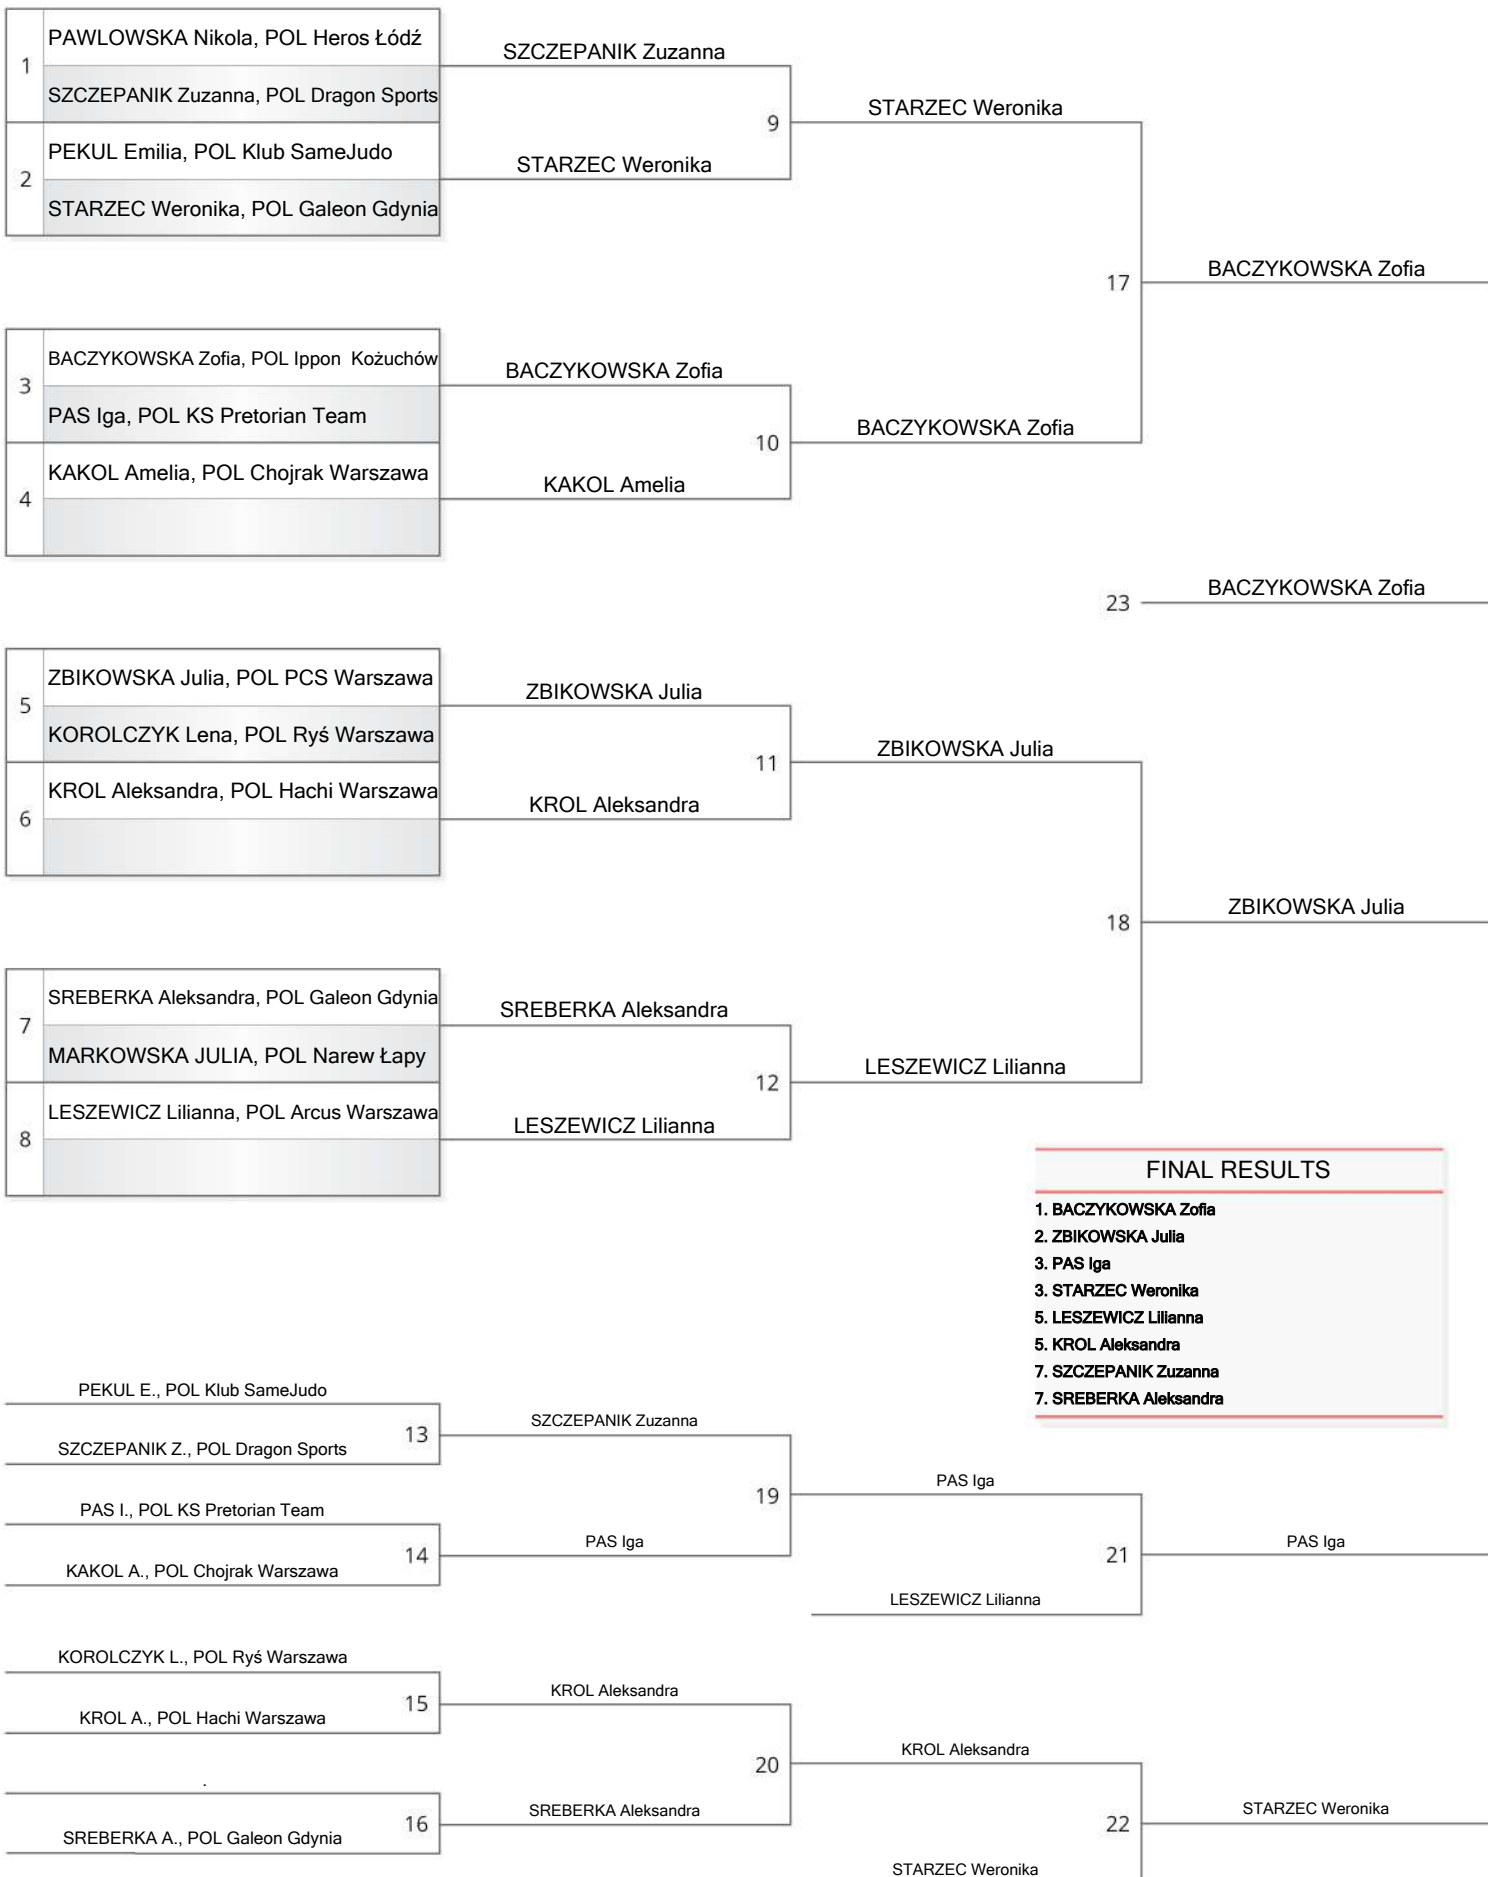 PAWLOWSKA Nikola, POL Heros Łódź
1
SZCZEPANIK Zuzanna, POL Dragon Sports
PEKUL Emilia, POL Klub SameJudo
2
STARZEC Weronika, POL Galeon Gdynia
SZCZEPANIK Zuzanna
9
STARZEC Weronika
STARZEC Weronika
17
BACZYKOWSKA Zofia
BACZYKOWSKA Zofia, POL Ippon  Kożuchów
3
PAS Iga, POL KS Pretorian Team
KAKOL Amelia, POL Chojrak Warszawa
4
BACZYKOWSKA Zofia
10
KAKOL Amelia
BACZYKOWSKA Zofia
23
BACZYKOWSKA Zofia
ZBIKOWSKA Julia, POL PCS Warszawa
5
KOROLCZYK Lena, POL Ryś Warszawa
KROL Aleksandra, POL Hachi Warszawa
6
ZBIKOWSKA Julia
11
KROL Aleksandra
ZBIKOWSKA Julia
18
ZBIKOWSKA Julia
SREBERKA Aleksandra, POL Galeon Gdynia
7
MARKOWSKA JULIA, POL Narew Łapy
LESZEWICZ Lilianna, POL Arcus Warszawa
8
SREBERKA Aleksandra
12
LESZEWICZ Lilianna
LESZEWICZ Lilianna
FINAL RESULTS
1. BACZYKOWSKA Zofia
2. ZBIKOWSKA Julia
3. PAS Iga
3. STARZEC Weronika
5. LESZEWICZ Lilianna
5. KROL Aleksandra
7. SZCZEPANIK Zuzanna
7. SREBERKA Aleksandra
PEKUL E., POL Klub SameJudo
13
SZCZEPANIK Z., POL Dragon Sports
PAS I., POL KS Pretorian Team
14
KAKOL A., POL Chojrak Warszawa
SZCZEPANIK Zuzanna
19
PAS Iga
PAS Iga
21
LESZEWICZ Lilianna
PAS Iga
KOROLCZYK L., POL Ryś Warszawa
15
KROL A., POL Hachi Warszawa
.
16
SREBERKA A., POL Galeon Gdynia
KROL Aleksandra
20
SREBERKA Aleksandra
KROL Aleksandra
22
STARZEC Weronika
STARZEC Weronika